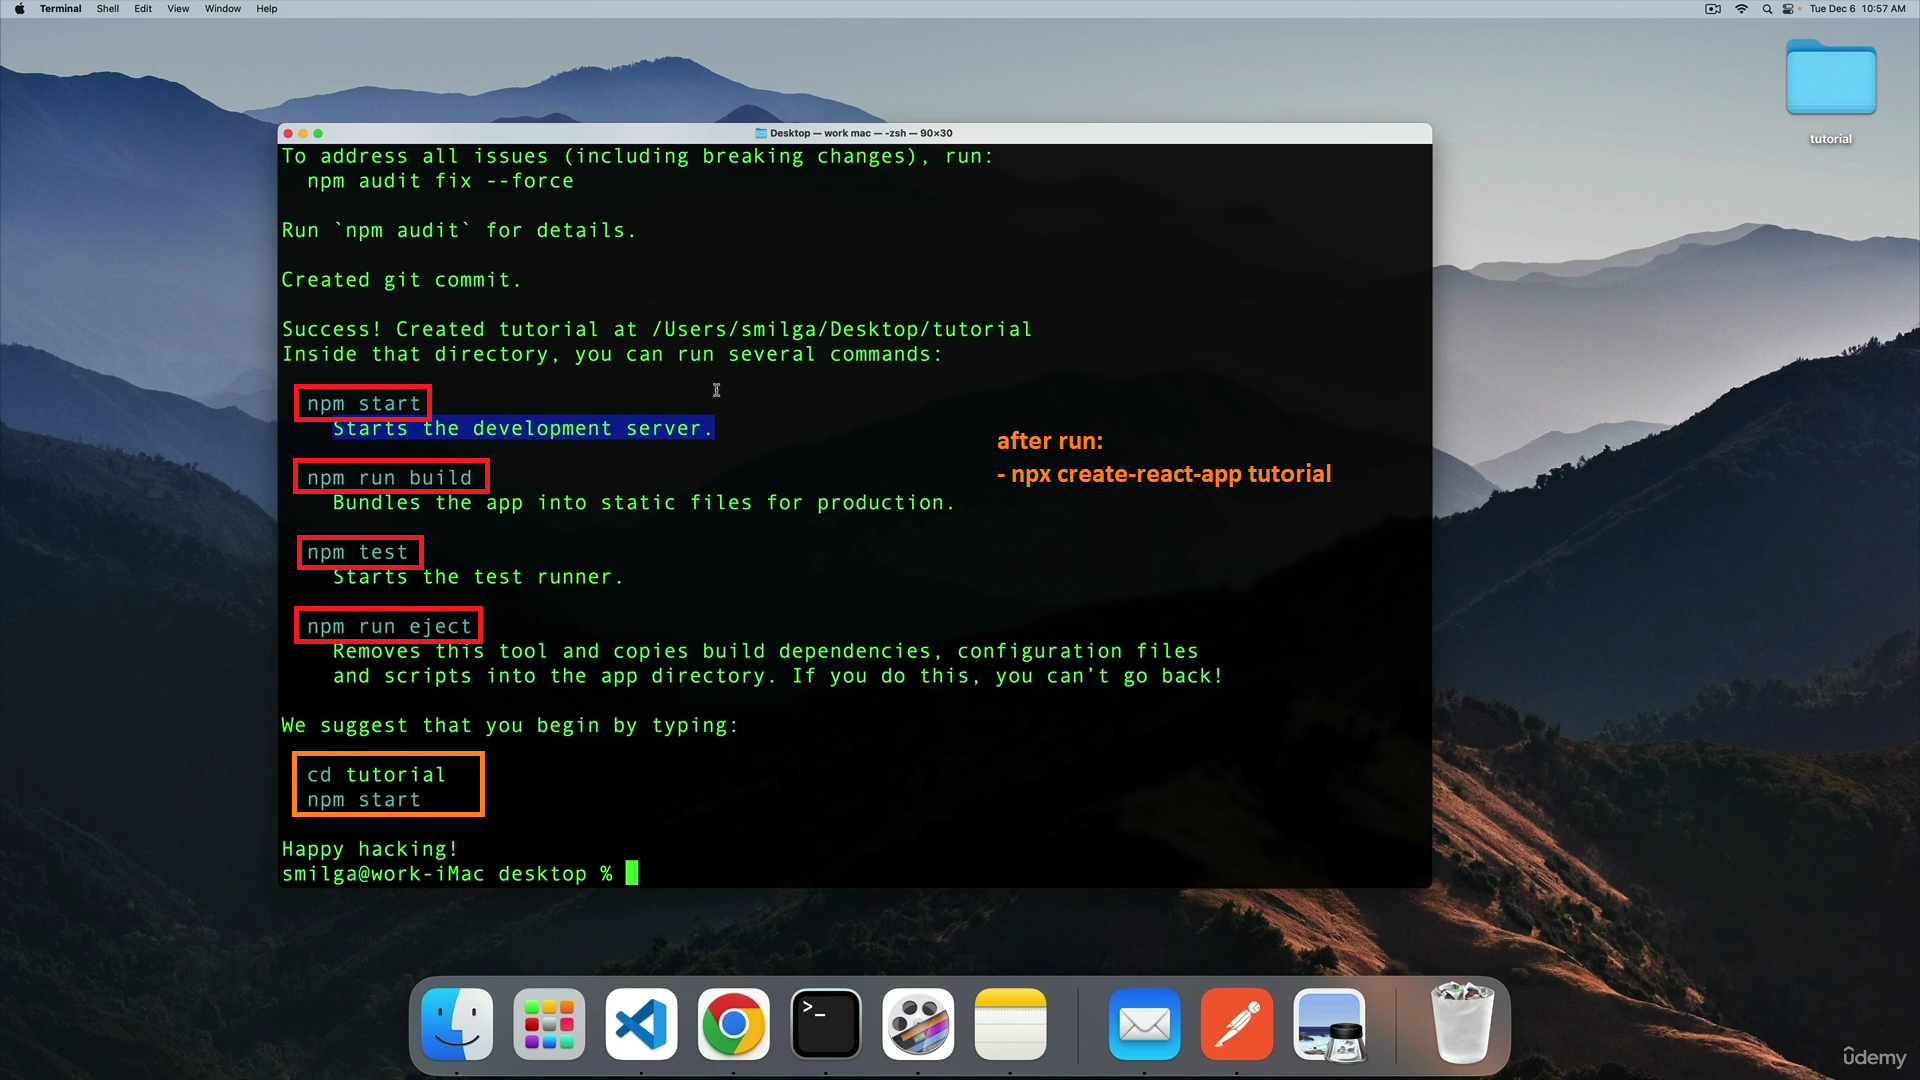 Terminal Shell Edit View Window Help Tue Dec 6 10:57 AM
tutorial
Desktop — work mac — -zsh — 90×30
To address all issues (including breaking changes), run:
npm audit fix --force
Run `npm audit` for details.
Created git commit.
Success! Created tutorial at /Users/smilga/Desktop/tutorial
Inside that directory, you can run several commands:
npm start
Starts the development server.
npm run build
Bundles the app into static files for production.
npm test
Starts the test runner.
npm run eject
Removes this tool and copies build dependencies, configuration files
and scripts into the app directory. If you do this, you can’t go back!
We suggest that you begin by typing:
cd tutorial
npm start
Happy hacking!
smilga@work-iMac desktop %
after run:
- npx create-react-app tutorial
>_
ûdemy